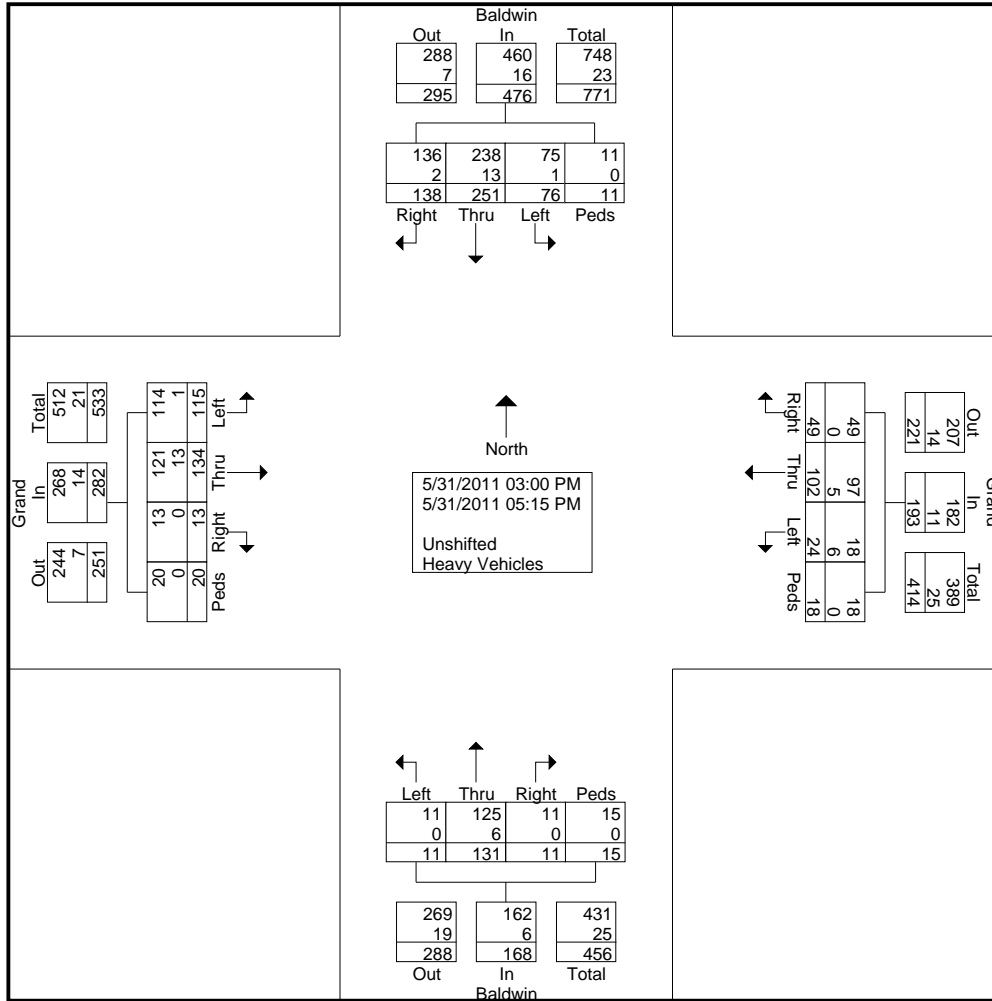 Baldwin
Out In Total
288 460 748
7 16 23
295 476 771
136 238 75 11
2 13 1 0
138 251 76 11
Right Thru Left Peds
Grand
Total In Out
512 268 244
21 14 7
533 282 251
114 121 13 20
1 13 0 0
115 134 13 20
Left Thru Right Peds
North
5/31/2011 03:00 PM
5/31/2011 05:15 PM
Unshifted
Heavy Vehicles
Right Thru Left Peds
49 97 18 18
0 5 6 0
49 102 24 18
Out In Total
207 182 389
14 11 25
221 193 414
Grand
Left Thru Right Peds
11 125 11 15
0 6 0 0
11 131 11 15
269 162 431
19 6 25
288 168 456
Out In Total
Baldwin